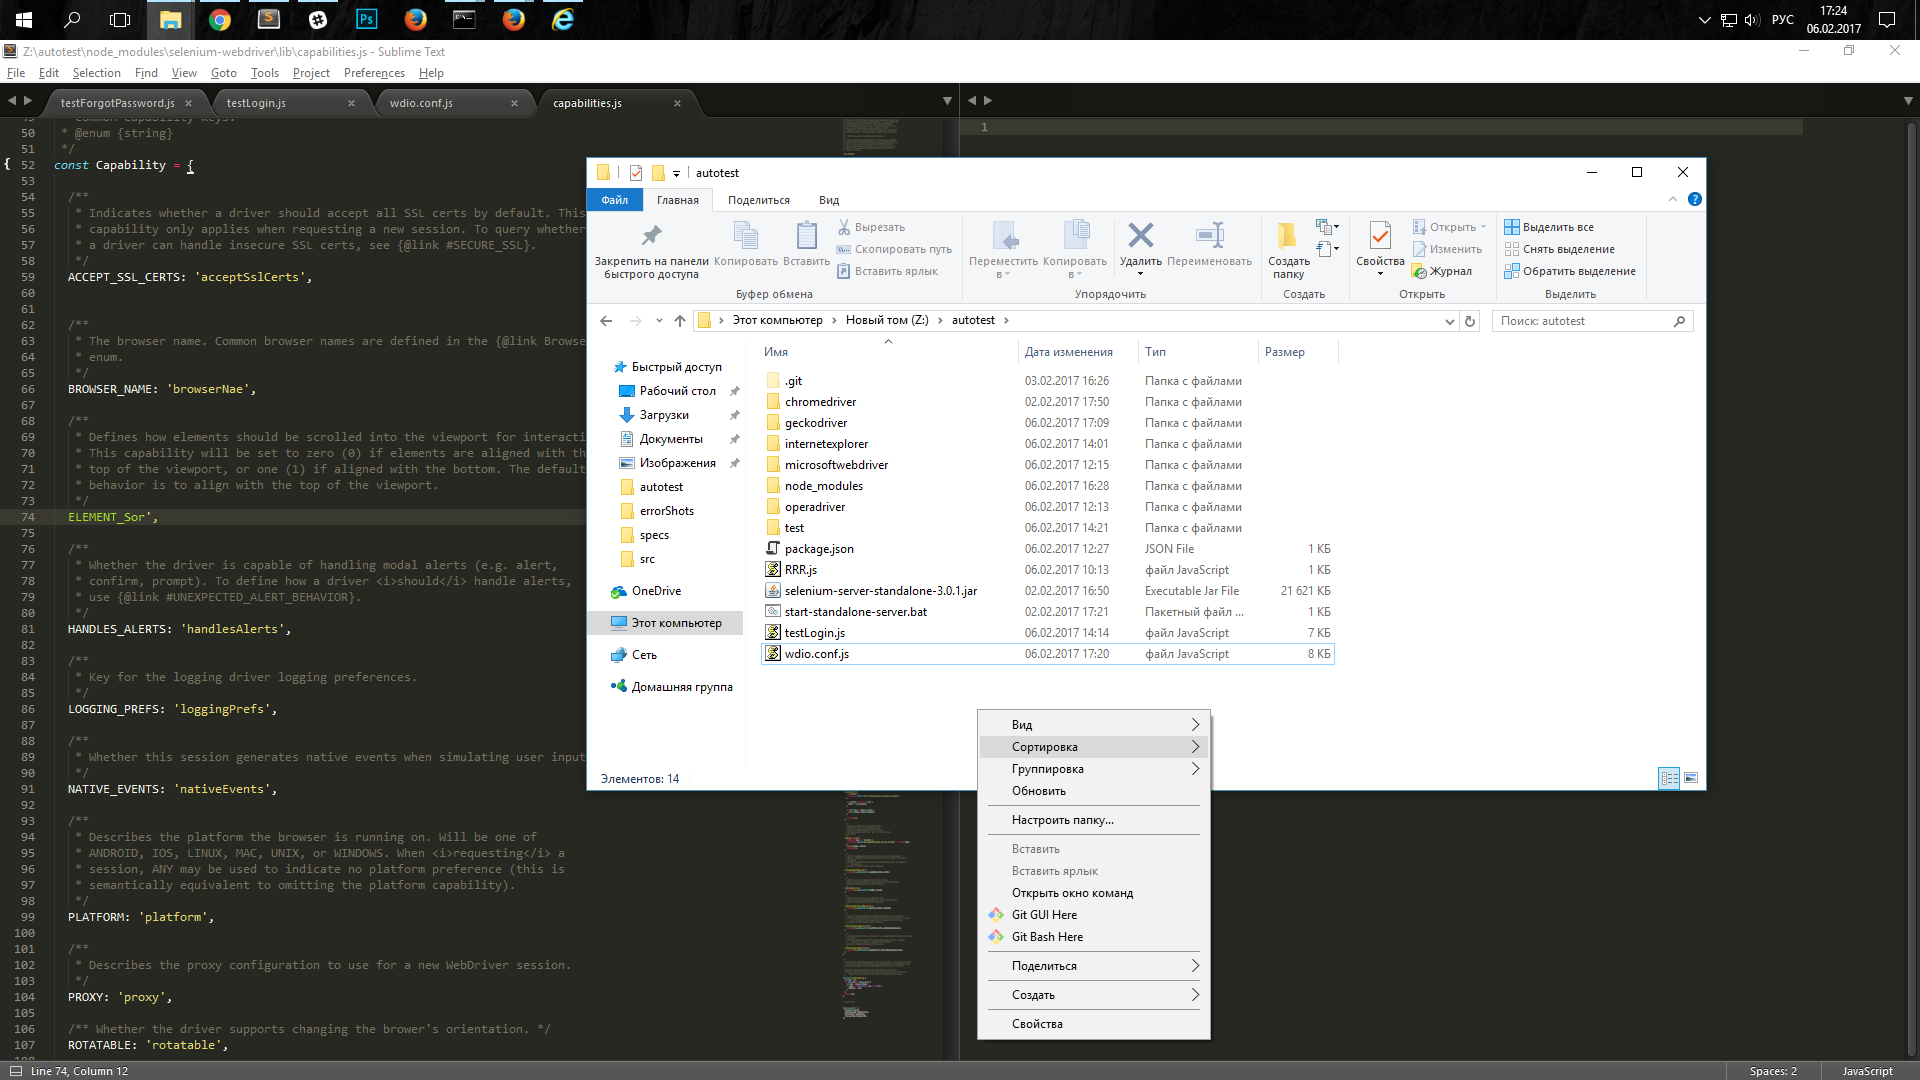 17:24
РУС
06.02.2017
Z:\autotest\node_modules\selenium-webdriver\lib\capabilities.js - Sublime Text
File Edit Selection Find View Goto Tools Project Preferences Help
testForgotPassword.js × testLogin.js × wdio.conf.js × capabilities.js ×
50 * @enum {string}
51 */
52 const Capability = {
53
54 /**
55 * Indicates whether a driver should accept all SSL certs by default. This
56 * capability only applies when requesting a new session. To query whether
57 * a driver can handle insecure SSL certs, see {@link #SECURE_SSL}.
58 */
59 ACCEPT_SSL_CERTS: 'acceptSslCerts',
60
61
62 /**
63 * The browser name. Common browser names are defined in the {@link Browse
64 * enum.
65 */
66 BROWSER_NAME: 'browserNae',
67
68 /**
69 * Defines how elements should be scrolled into the viewport for interacti
70 * This capability will be set to zero (0) if elements are aligned with th
71 * top of the viewport, or one (1) if aligned with the bottom. The default
72 * behavior is to align with the top of the viewport.
73 */
74 ELEMENT_Sor',
75
76 /**
77 * Whether the driver is capable of handling modal alerts (e.g. alert,
78 * confirm, prompt). To define how a driver <i>should</i> handle alerts,
79 * use {@link #UNEXPECTED_ALERT_BEHAVIOR}.
80 */
81 HANDLES_ALERTS: 'handlesAlerts',
82
83 /**
84 * Key for the logging driver logging preferences.
85 */
86 LOGGING_PREFS: 'loggingPrefs',
87
88 /**
89 * Whether this session generates native events when simulating user input
90 */
91 NATIVE_EVENTS: 'nativeEvents',
92
93 /**
94 * Describes the platform the browser is running on. Will be one of
95 * ANDROID, IOS, LINUX, MAC, UNIX, or WINDOWS. When <i>requesting</i> a
96 * session, ANY may be used to indicate no platform preference (this is
97 * semantically equivalent to omitting the platform capability).
98 */
99 PLATFORM: 'platform',
100
101 /**
102 * Describes the proxy configuration to use for a new WebDriver session.
103 */
104 PROXY: 'proxy',
105
106 /** Whether the driver supports changing the brower's orientation. */
107 ROTATABLE: 'rotatable',
1
autotest
Файл Главная Поделиться Вид
Закрепить на панели быстрого доступа
Копировать
Вставить
Вырезать
Скопировать путь
Вставить ярлык
Буфер обмена
Переместить в
Копировать в
Удалить
Переименовать
Упорядочить
Создать папку
Создать
Свойства
Открыть
Изменить
Журнал
Открыть
Выделить все
Снять выделение
Обратить выделение
Выделить
Этот компьютер > Новый том (Z:) > autotest >
Поиск: autotest
Быстрый доступ
Рабочий стол
Загрузки
Документы
Изображения
autotest
errorShots
specs
src
OneDrive
Этот компьютер
Сеть
Домашняя группа
Имя Дата изменения Тип Размер
.git 03.02.2017 16:26 Папка с файлами
chromedriver 02.02.2017 17:50 Папка с файлами
geckodriver 06.02.2017 17:09 Папка с файлами
internetexplorer 06.02.2017 14:01 Папка с файлами
microsoftwebdriver 06.02.2017 12:15 Папка с файлами
node_modules 06.02.2017 16:28 Папка с файлами
operadriver 06.02.2017 12:13 Папка с файлами
test 06.02.2017 14:21 Папка с файлами
package.json 06.02.2017 12:27 JSON File 1 КБ
RRR.js 06.02.2017 10:13 файл JavaScript 1 КБ
selenium-server-standalone-3.0.1.jar 02.02.2017 16:50 Executable Jar File 21 621 КБ
start-standalone-server.bat 02.02.2017 17:21 Пакетный файл ... 1 КБ
testLogin.js 06.02.2017 14:14 файл JavaScript 7 КБ
wdio.conf.js 06.02.2017 17:20 файл JavaScript 8 КБ
Элементов: 14
Вид
Сортировка
Группировка
Обновить
Настроить папку...
Вставить
Вставить ярлык
Открыть окно команд
Git GUI Here
Git Bash Here
Поделиться
Создать
Свойства
Line 74, Column 12
Spaces: 2
JavaScript